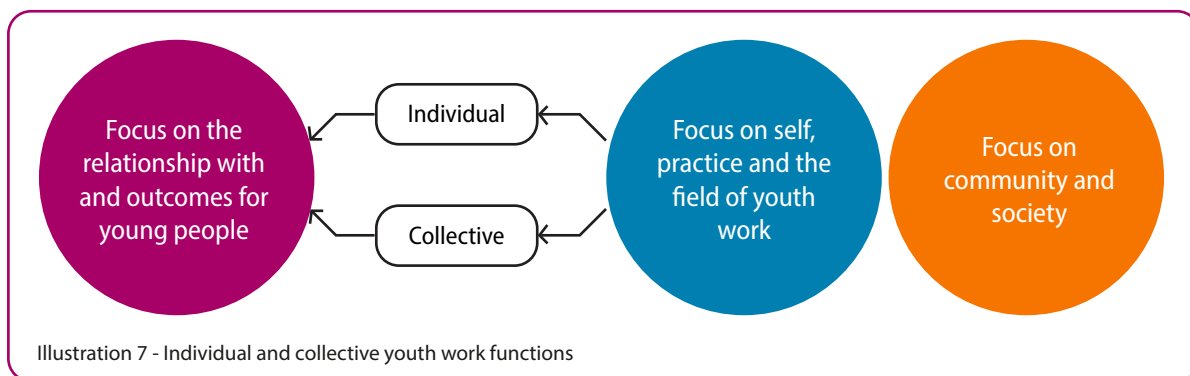 Focus on the
relationship with
and outcomes for
young people
Individual
Collective
Focus on self,
practice and the
field of youth
work
Focus on
community and
society
Illustration 7 - Individual and collective youth work functions